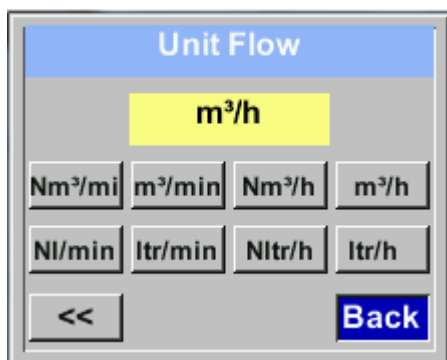 Unit Flow
m³/h
Nm³/mi m³/min Nm³/h m³/h
Nl/min ltr/min Nltr/h ltr/h
<< Back